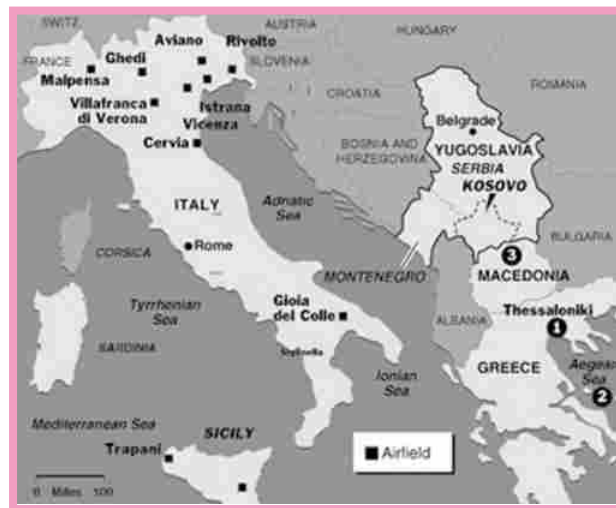 SWITZ.
AUSTRIA
HUNGARY
Aviano
Rivolto
Ghedi
FRANCE
SLOVENIA
Malpensa
ROMANIA
CROATIA
Villafranca
di Verona
Istrana
Vicenza
Belgrade
Cervia
BOSNIA AND
HERZEGOVINA
YUGOSLAVIA
SERBIA
KOSOVO
ITALY
Adriatic
Sea
BULGARIA
Rome
CORSICA
3
MONTENEGRO
MACEDONIA
Tyrrhenian
Sea
Gioia
del Colle
Thessaloniki
1
ALBANIA
SARDINIA
GREECE
Aegean
Sea
2
Ionian
Sea
Mediterranean Sea
SICILY
Trapani
Airfield
0 Miles 100